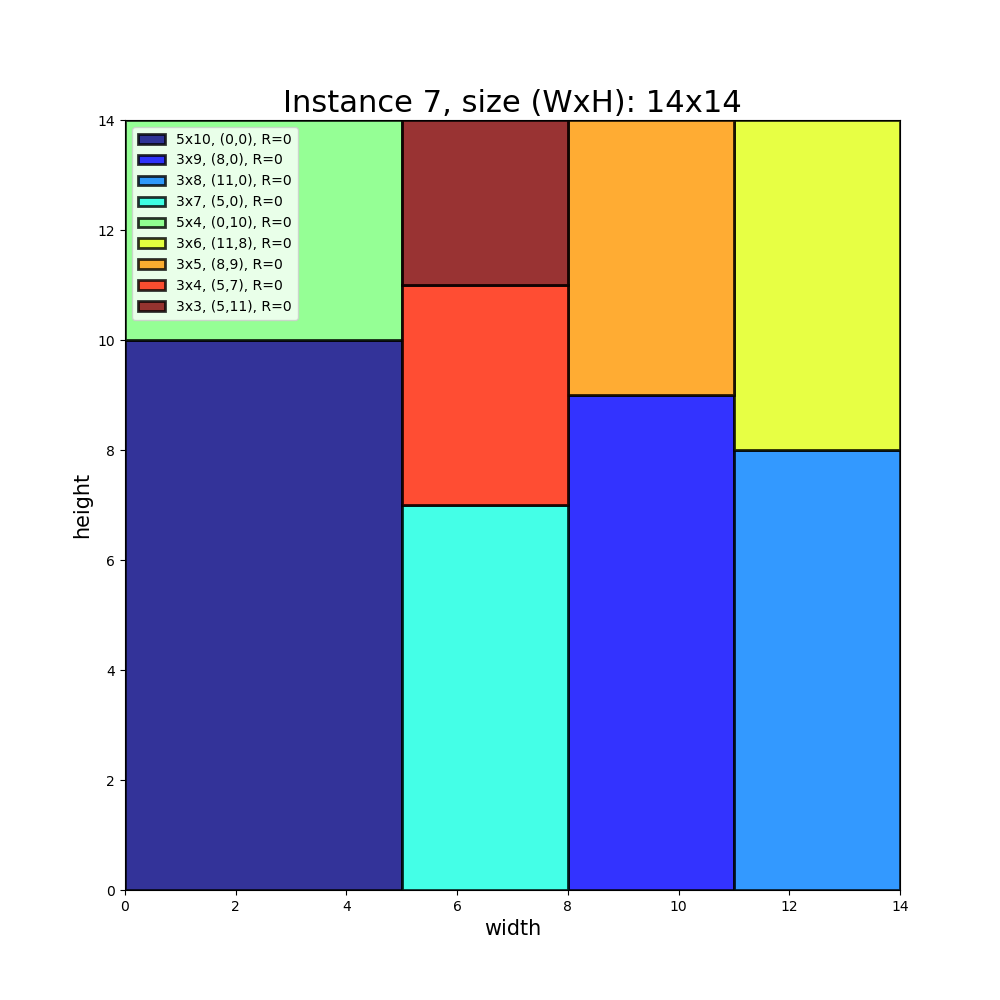 Instance 7, size (WxH): 14x14
5x10, (0,0), R=0
3x9, (8,0), R=0
3x8, (11,0), R=0
3x7, (5,0), R=0
5x4, (0,10), R=0
3x6, (11,8), R=0
3x5, (8,9), R=0
3x4, (5,7), R=0
3x3, (5,11), R=0
14
12
10
8
6
4
2
0
height
0 2 4 6 8 10 12 14
width